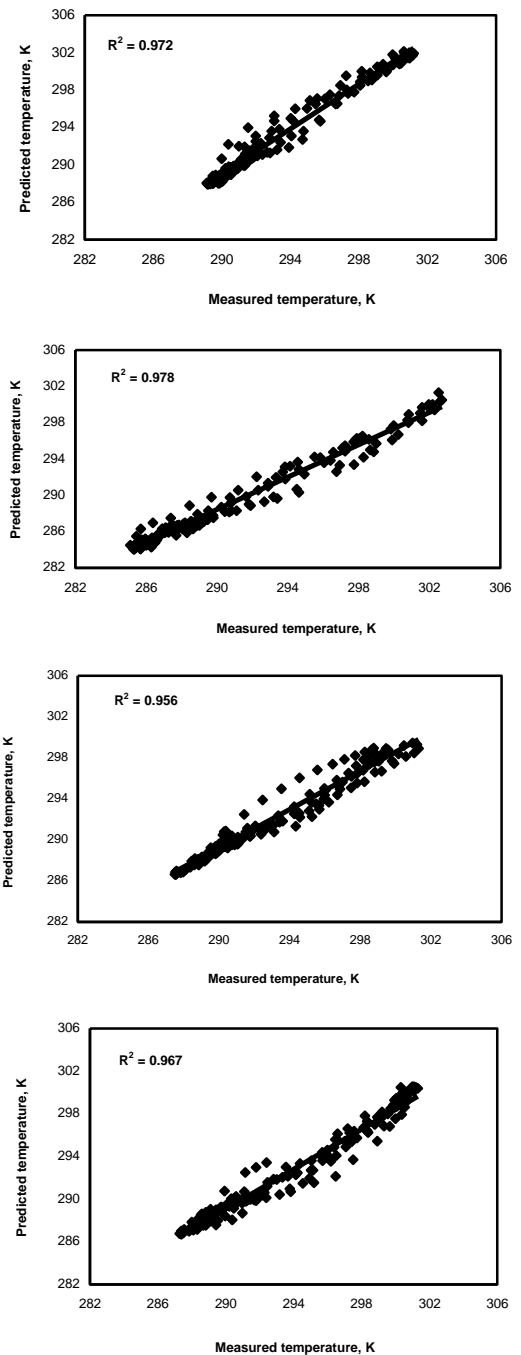 306
R² = 0.972
302
298
294
290
286
282
282 286 290 294 298 302 306
Predicted temperature, K
Measured temperature, K
306
R² = 0.978
302
298
294
290
286
282
282 286 290 294 298 302 306
Predicted temperature, K
Measured temperature, K
306
R² = 0.956
302
298
294
290
286
282
282 286 290 294 298 302 306
Predicted temperature, K
Measured temperature, K
306
R² = 0.967
302
298
294
290
286
282
282 286 290 294 298 302 306
Predicted temperature, K
Measured temperature, K